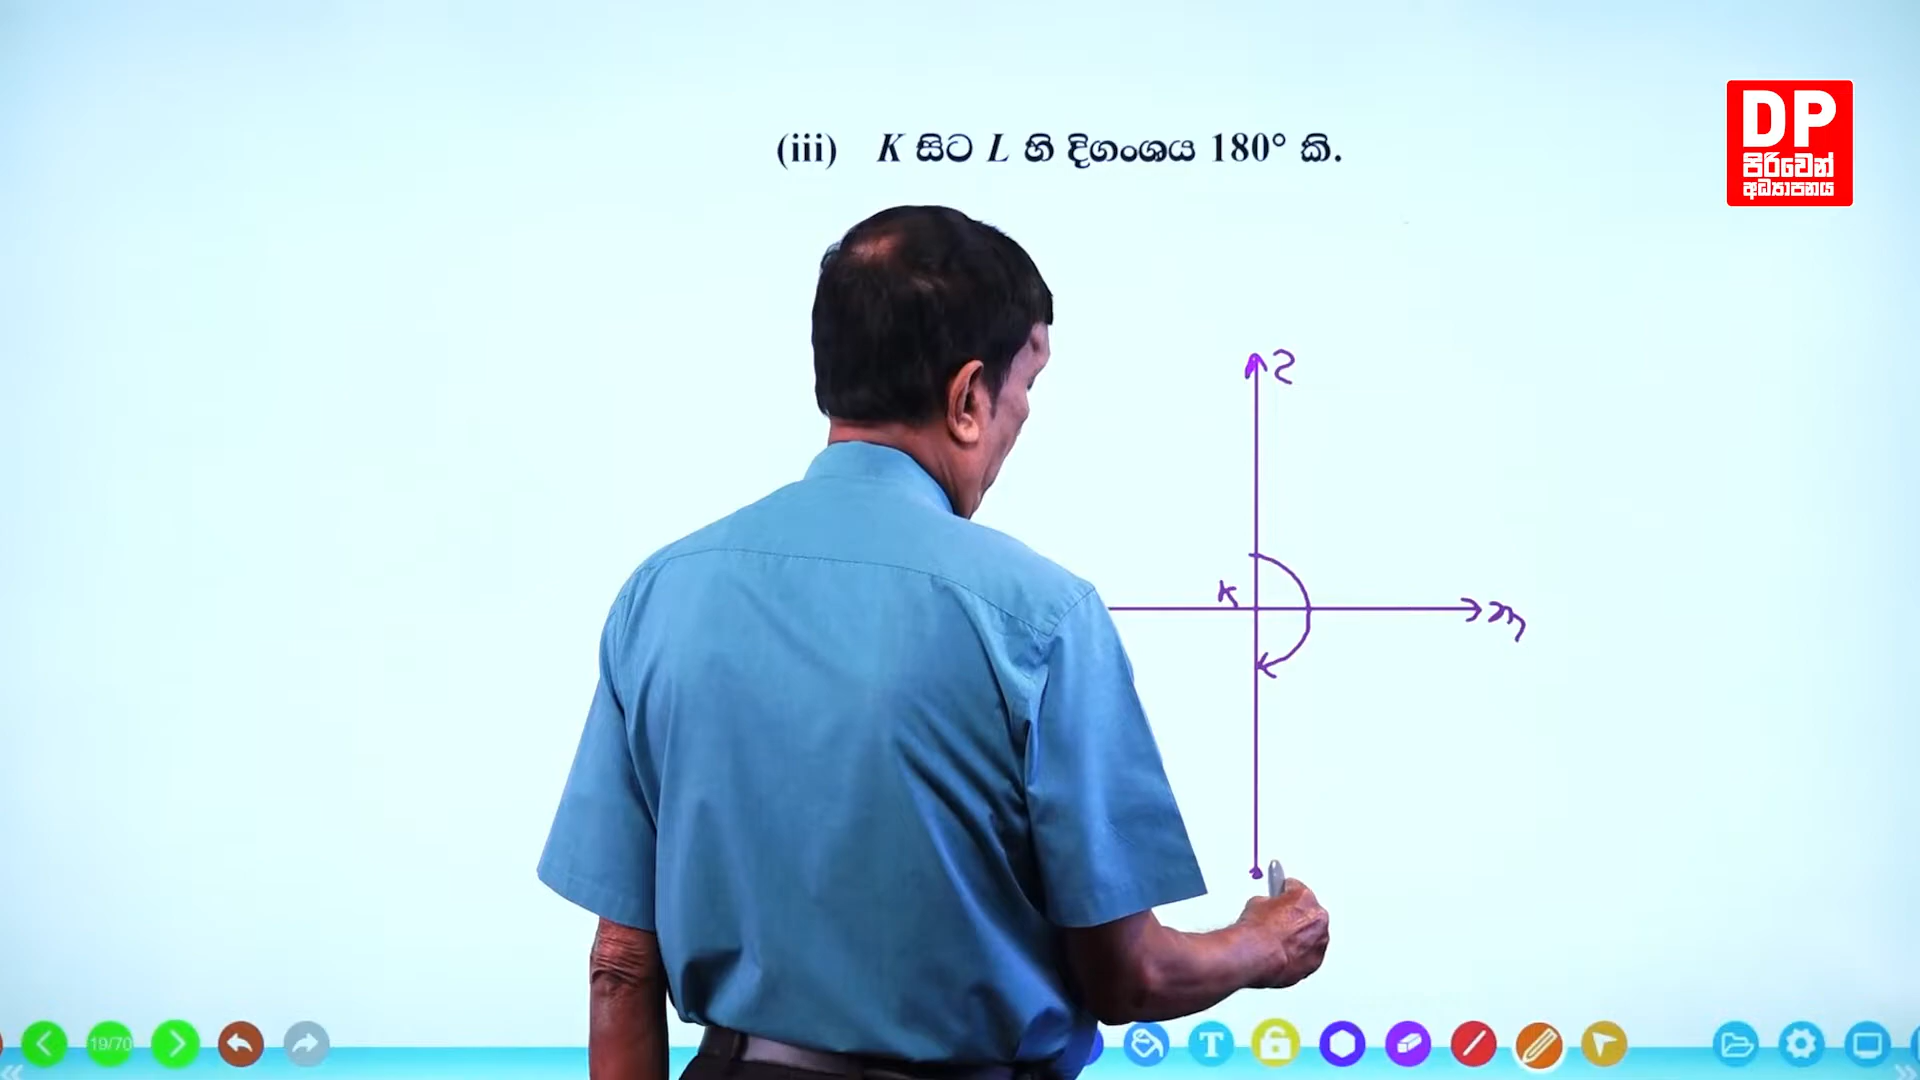 DP
පිරිවෙන්
අධ්‍යාපනය
(iii) K සිට L හි දිගංශය 180° කි.
උ
K
නැ
19/70
T